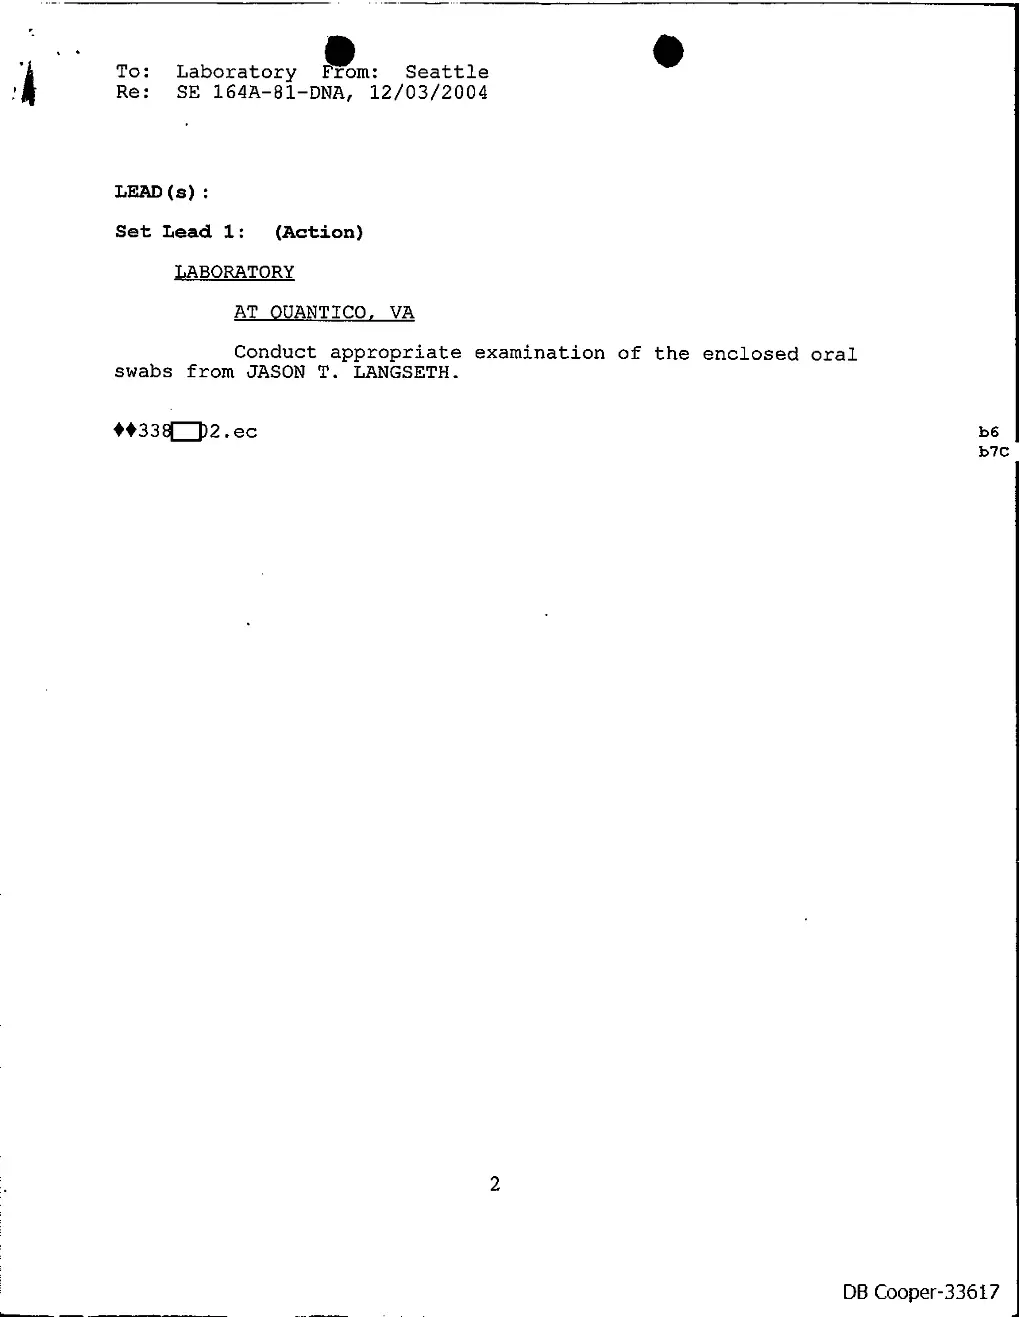 To: Laboratory From: Seattle
Re: SE 164A-81-DNA, 12/03/2004
LEAD(s):
Set Lead 1: (Action)
LABORATORY
AT QUANTICO, VA
Conduct appropriate examination of the enclosed oral
swabs from JASON T. LANGSETH.
♦♦338 02.ec
b6
b7C
2
DB Cooper-33617